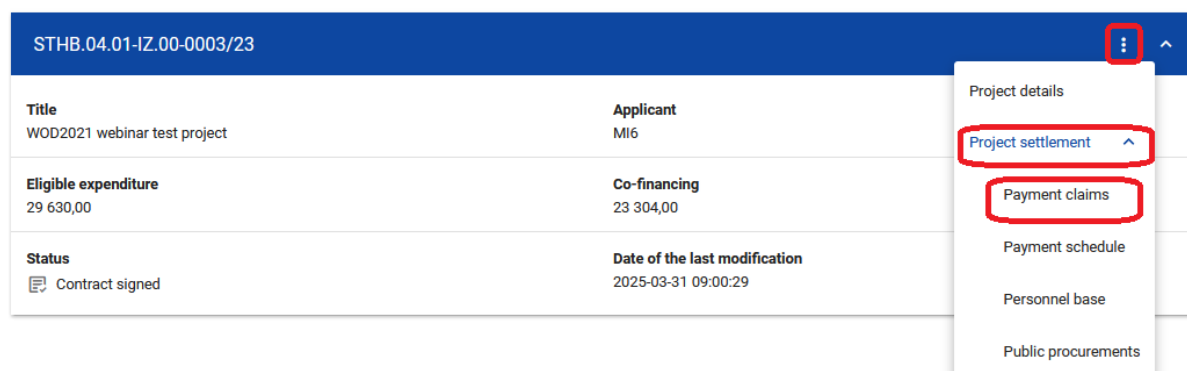 STHB.04.01-IZ.00-0003/23
Title
WOD2021 webinar test project
Applicant
MI6
Eligible expenditure
29 630,00
Co-financing
23 304,00
Status
Contract signed
Date of the last modification
2025-03-31 09:00:29
Project details
Project settlement
Payment claims
Payment schedule
Personnel base
Public procurements